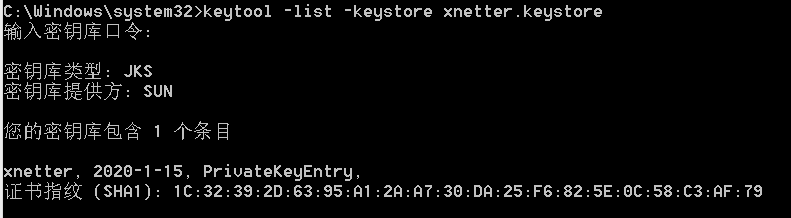 C:\Windows\system32>keytool -list -keystore xnetter.keystore
输入密钥库口令:
密钥库类型: JKS
密钥库提供方: SUN
您的密钥库包含 1 个条目
xnetter, 2020-1-15, PrivateKeyEntry,
证书指纹 (SHA1): 1C:32:39:2D:63:95:A1:2A:A7:30:DA:25:F6:82:5E:0C:58:C3:AF:79